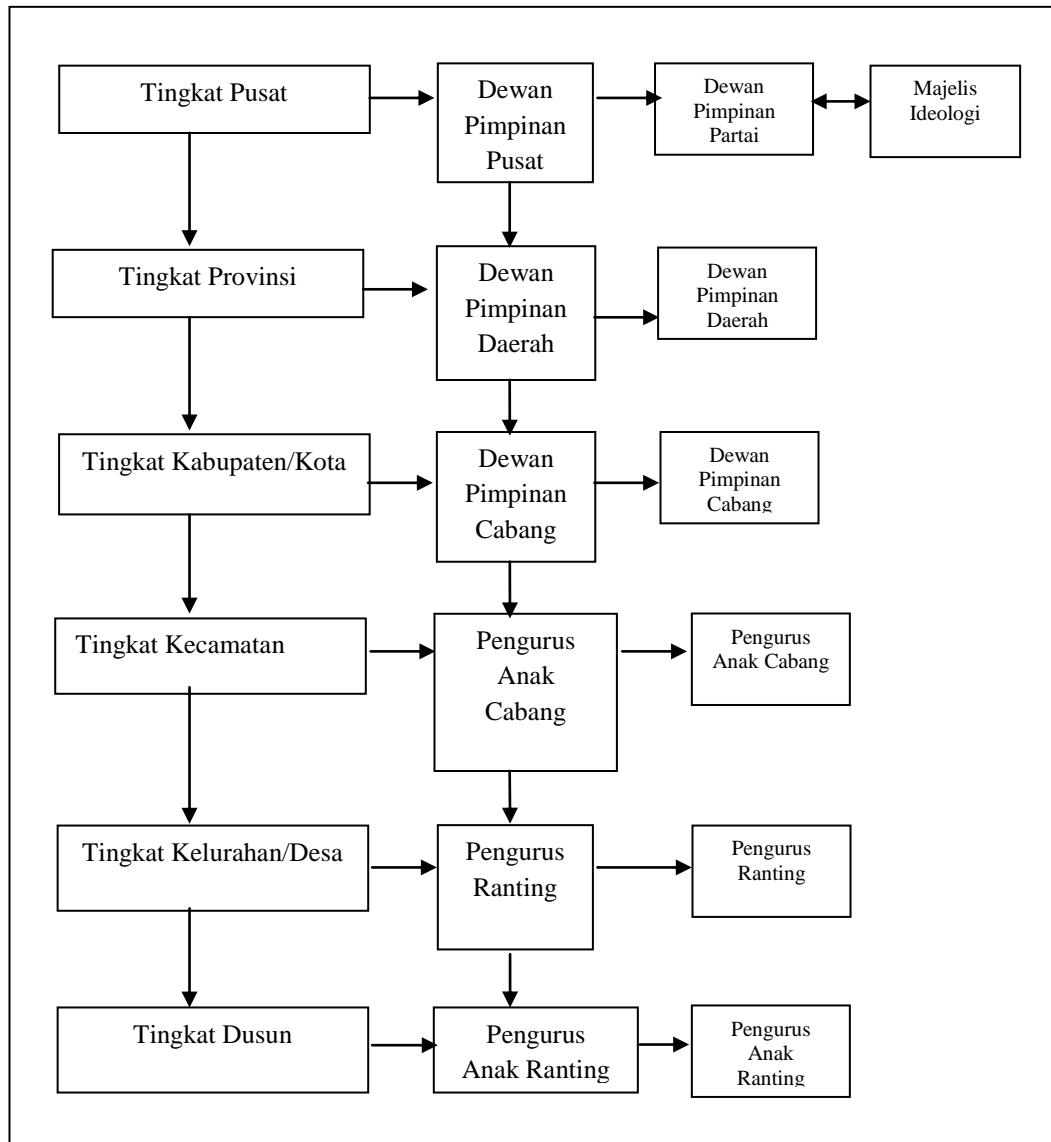 Tingkat Pusat
Dewan
Pimpinan
Pusat
Dewan
Pimpinan
Partai
Majelis
Ideologi
Tingkat Provinsi
Dewan
Pimpinan
Daerah
Dewan
Pimpinan
Daerah
Tingkat Kabupaten/Kota
Dewan
Pimpinan
Cabang
Dewan
Pimpinan
Cabang
Tingkat Kecamatan
Pengurus
Anak
Cabang
Pengurus
Anak Cabang
Tingkat Kelurahan/Desa
Pengurus
Ranting
Pengurus
Ranting
Tingkat Dusun
Pengurus
Anak Ranting
Pengurus
Anak
Ranting